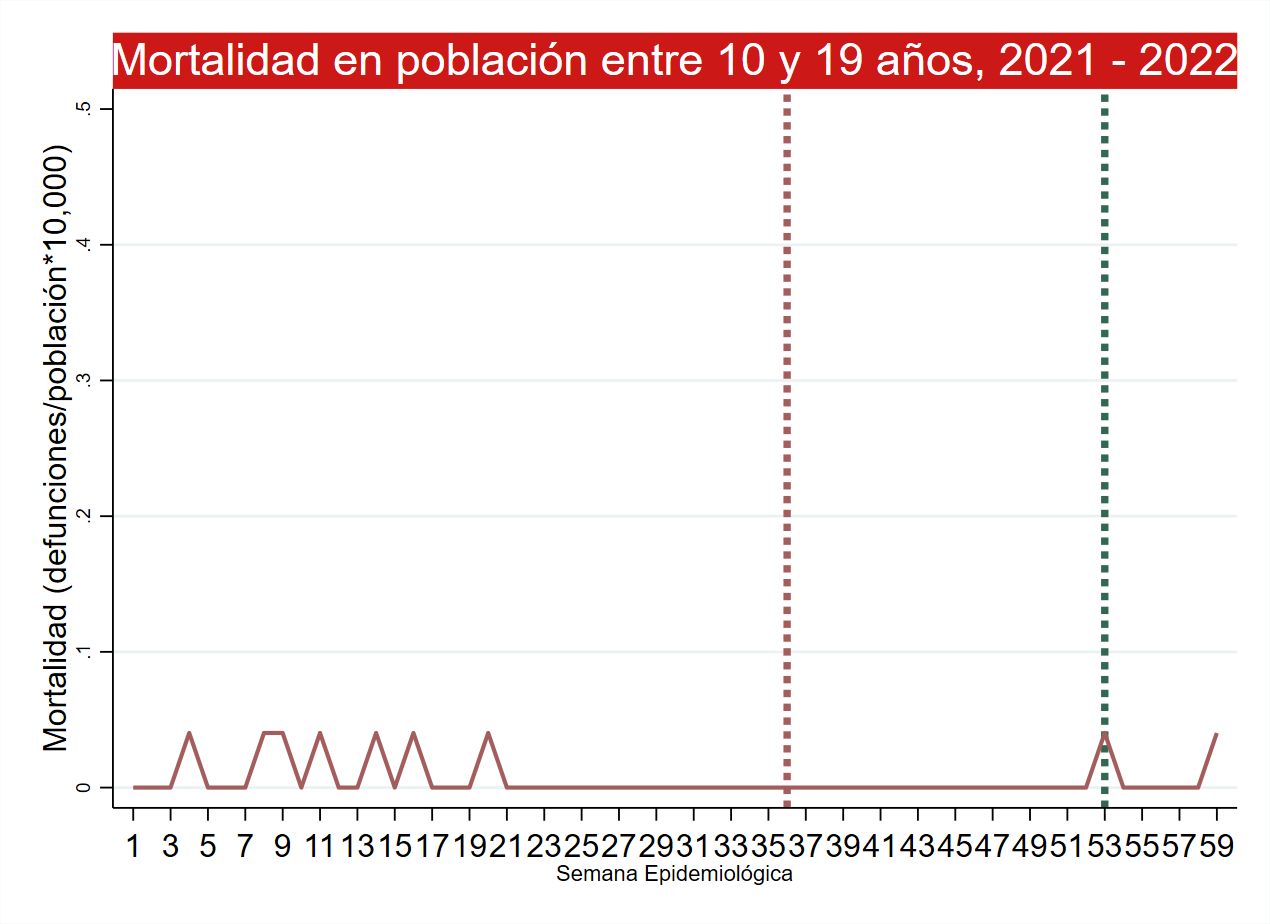 Mortalidad en población entre 10 y 19 años, 2021 - 2022
Mortalidad (defunciones/población*10,000)
.5
.4
.3
.2
.1
0
1 3 5 7 9 11 13 15 17 19 21 23 25 27 29 31 33 35 37 39 41 43 45 47 49 51 53 55 57 59
Semana Epidemiológica